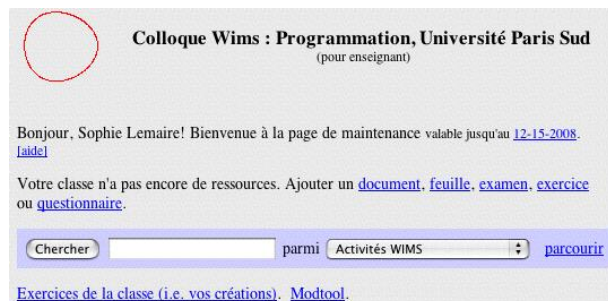 Colloque Wims : Programmation, Université Paris Sud
(pour enseignant)
Bonjour, Sophie Lemaire! Bienvenue à la page de maintenance valable jusqu'au 12-15-2008.
[aide]
Votre classe n'a pas encore de ressources. Ajouter un document, feuille, examen, exercice
ou questionnaire.
Chercher parmi Activités WIMS parcourir
Exercices de la classe (i.e. vos créations). Modtool.